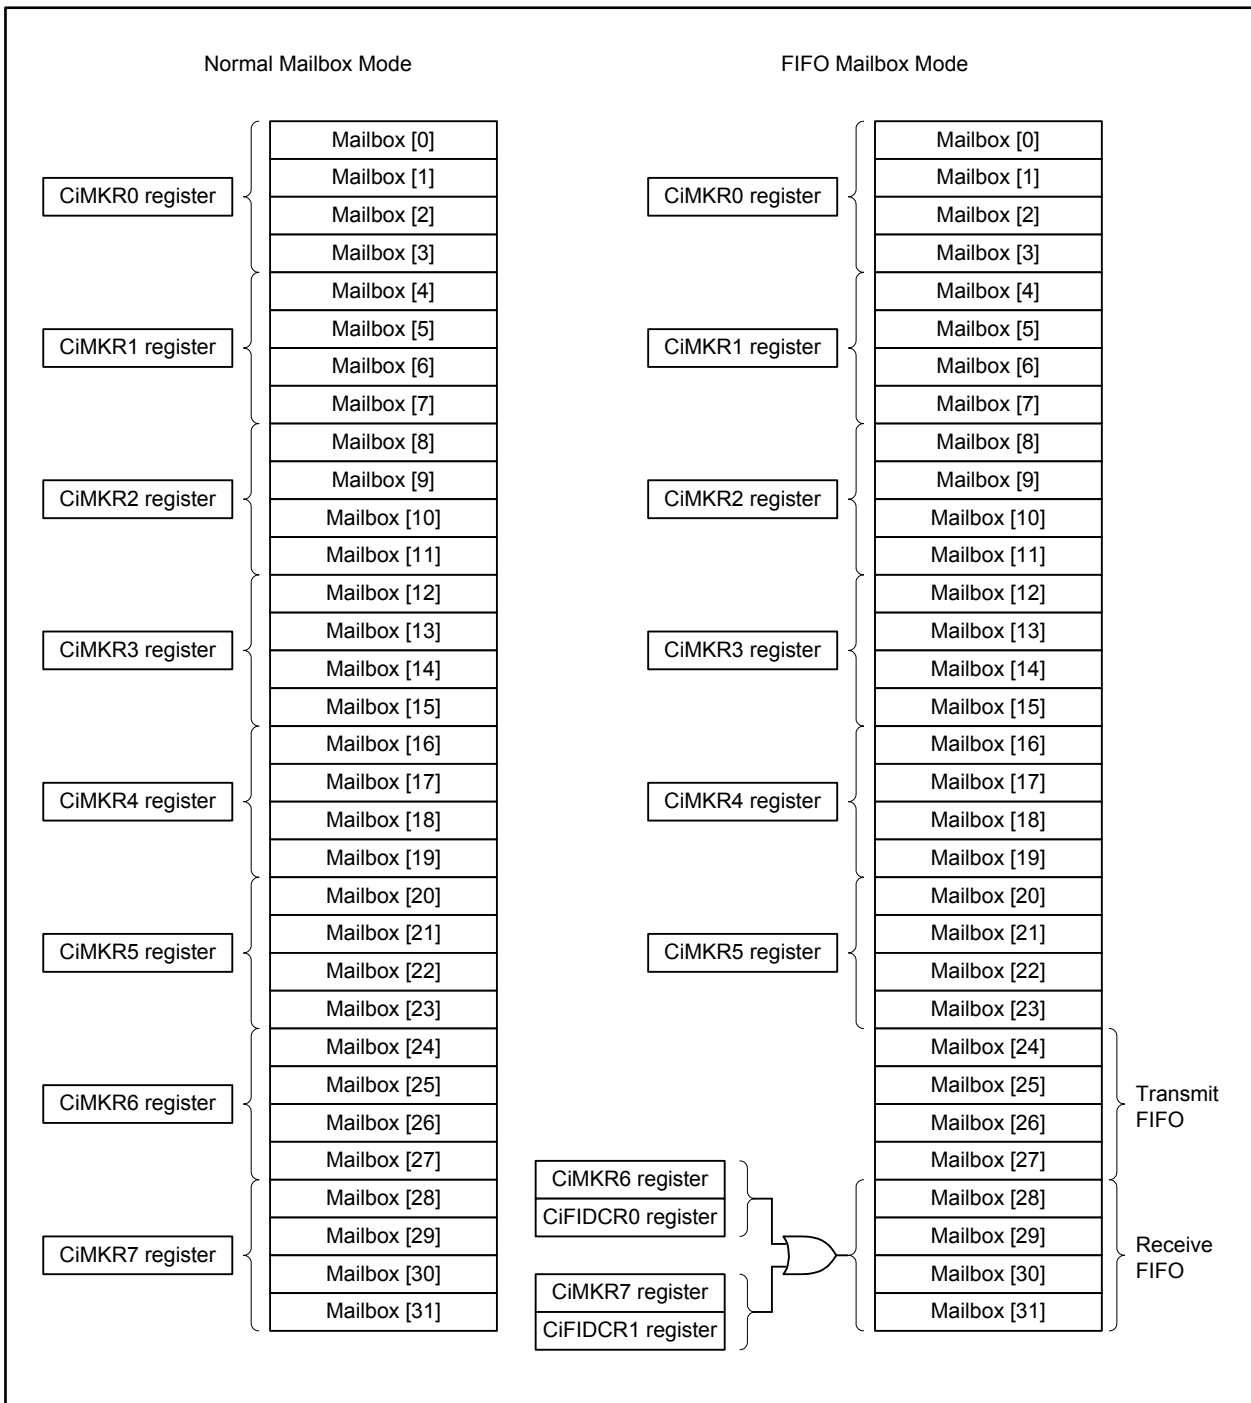 Normal Mailbox Mode
Mailbox [0]
Mailbox [1]
CiMKR0 register
Mailbox [2]
Mailbox [3]
Mailbox [4]
Mailbox [5]
CiMKR1 register
Mailbox [6]
Mailbox [7]
Mailbox [8]
Mailbox [9]
CiMKR2 register
Mailbox [10]
Mailbox [11]
Mailbox [12]
Mailbox [13]
CiMKR3 register
Mailbox [14]
Mailbox [15]
Mailbox [16]
Mailbox [17]
CiMKR4 register
Mailbox [18]
Mailbox [19]
Mailbox [20]
Mailbox [21]
CiMKR5 register
Mailbox [22]
Mailbox [23]
Mailbox [24]
Mailbox [25]
CiMKR6 register
Mailbox [26]
Mailbox [27]
Mailbox [28]
Mailbox [29]
CiMKR7 register
Mailbox [30]
Mailbox [31]
FIFO Mailbox Mode
Mailbox [0]
Mailbox [1]
CiMKR0 register
Mailbox [2]
Mailbox [3]
Mailbox [4]
Mailbox [5]
CiMKR1 register
Mailbox [6]
Mailbox [7]
Mailbox [8]
Mailbox [9]
CiMKR2 register
Mailbox [10]
Mailbox [11]
Mailbox [12]
Mailbox [13]
CiMKR3 register
Mailbox [14]
Mailbox [15]
Mailbox [16]
Mailbox [17]
CiMKR4 register
Mailbox [18]
Mailbox [19]
Mailbox [20]
Mailbox [21]
CiMKR5 register
Mailbox [22]
Mailbox [23]
Mailbox [24]
Mailbox [25]
Mailbox [26]
Mailbox [27]
Transmit
FIFO
CiMKR6 register
CiFIDCR0 register
CiMKR7 register
CiFIDCR1 register
Mailbox [28]
Mailbox [29]
Mailbox [30]
Mailbox [31]
Receive
FIFO